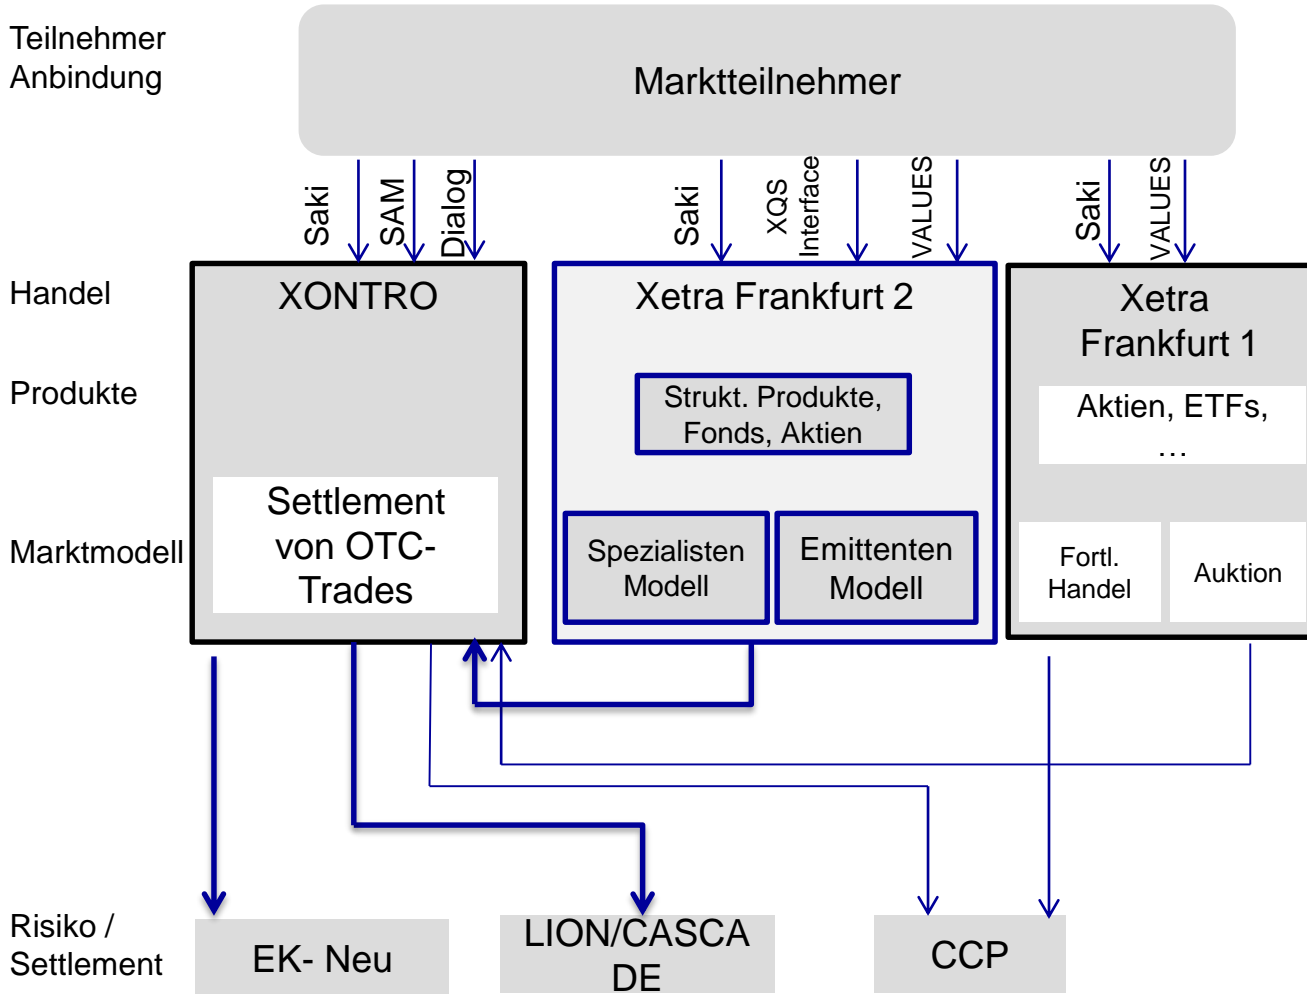 Teilnehmer
Anbindung
Marktteilnehmer
Saki
SAM
Dialog
Saki
XQS
Interface
VALUES
Saki
VALUES
Handel
XONTRO
Xetra Frankfurt 2
Xetra
Frankfurt 1
Produkte
Strukt. Produkte,
Fonds, Aktien
Aktien, ETFs,
…
Marktmodell
Settlement
von OTC-
Trades
Spezialisten
Modell
Emittenten
Modell
Fortl.
Handel
Auktion
Risiko /
Settlement
EK- Neu
LION/CASCA
DE
CCP